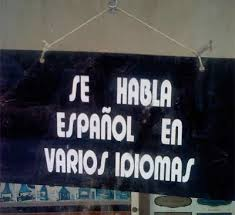 SE HABLA
ESPAÑOL EN
VARIOS IDIOMAS